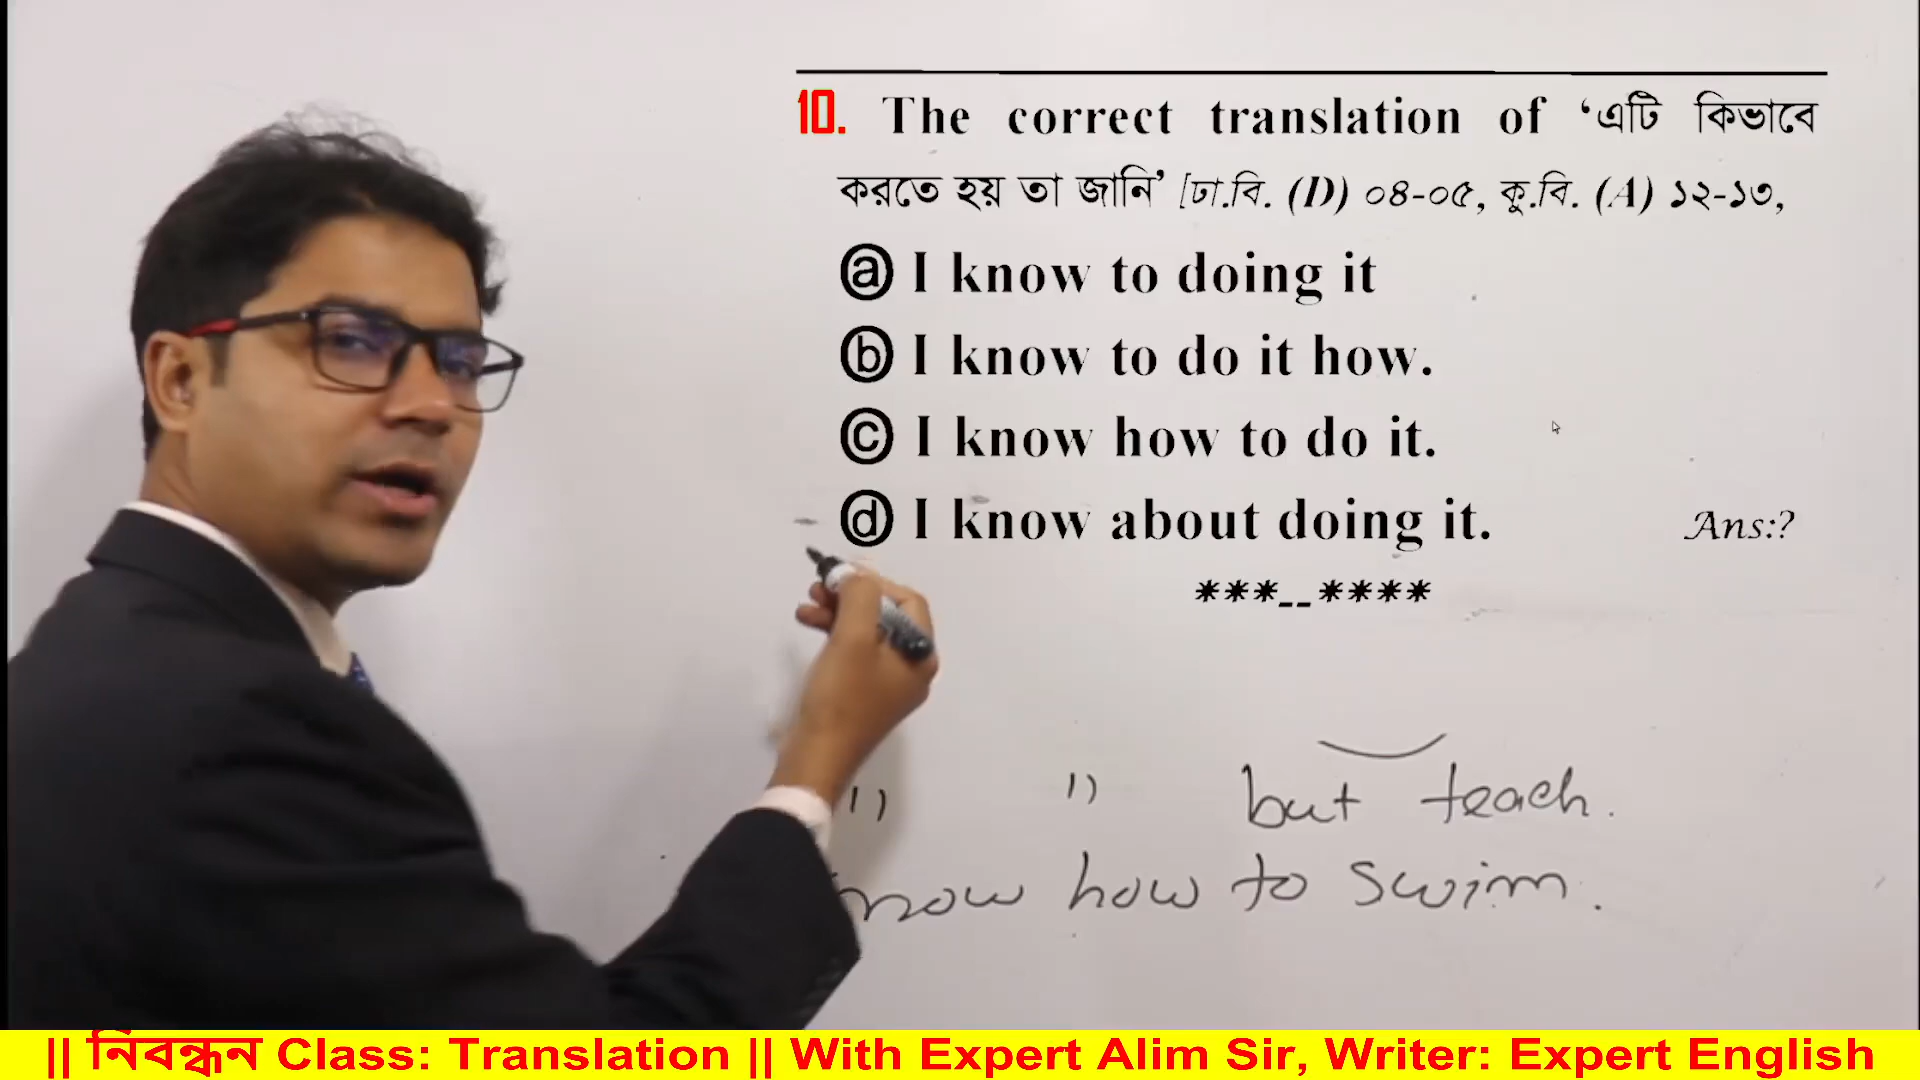 10. The correct translation of ‘এটি কিভাবে
করতে হয় তা জানি’ [ঢা.বি. (D) ০৪-০৫, কু.বি. (A) ১২-১৩,
ⓐ I know to doing it
ⓑ I know to do it how.
ⓒ I know how to do it.
ⓓ I know about doing it. Ans:?
***__****
") ") but teach.
know how to swim.
|| নিবন্ধন Class: Translation || With Expert Alim Sir, Writer: Expert English